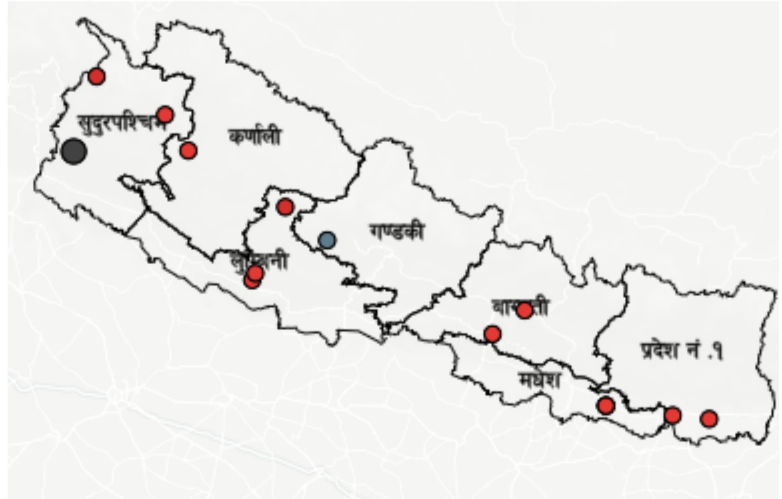 सुदुरपश्चिम
कर्णाली
गण्डकी
लुम्बिनी
बागमती
प्रदेश नं .१
मधेश